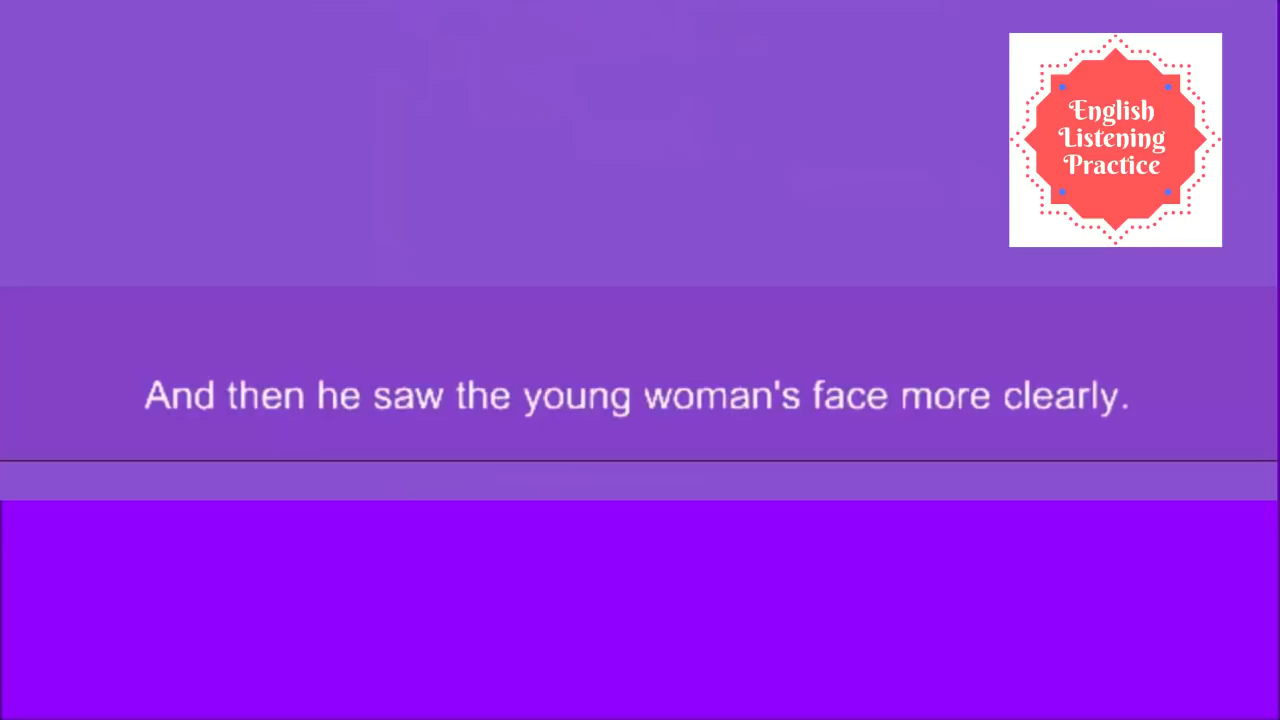 English
Listening
Practice
And then he saw the young woman's face more clearly.